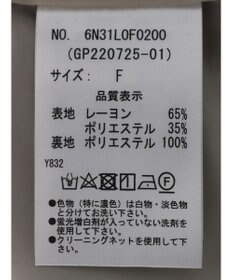 NO. 6N31L0F0200
(GP220725-01)
サイズ: F
品質表示
表地 レーヨン 65%
ポリエステル 35%
裏地 ポリエステル 100%
Y832
●色物(特に濃色)は白物・淡色物
と分けてお洗い下さい。
●蛍光増白剤が入っていない洗剤を
使用して下さい。
●クリーニングネットを使用して下
さい。